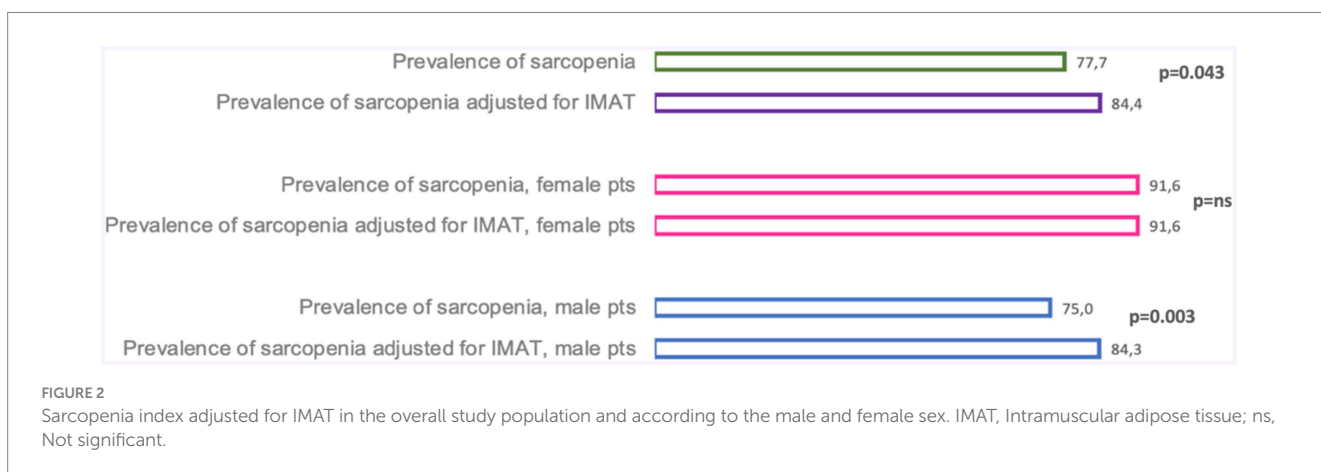 Prevalence of sarcopenia 77,7
p=0.043
Prevalence of sarcopenia adjusted for IMAT 84,4
Prevalence of sarcopenia, female pts 91,6
p=ns
Prevalence of sarcopenia adjusted for IMAT, female pts 91,6
Prevalence of sarcopenia, male pts 75,0
p=0.003
Prevalence of sarcopenia adjusted for IMAT, male pts 84,3
FIGURE 2
Sarcopenia index adjusted for IMAT in the overall study population and according to the male and female sex. IMAT, Intramuscular adipose tissue; ns,
Not significant.